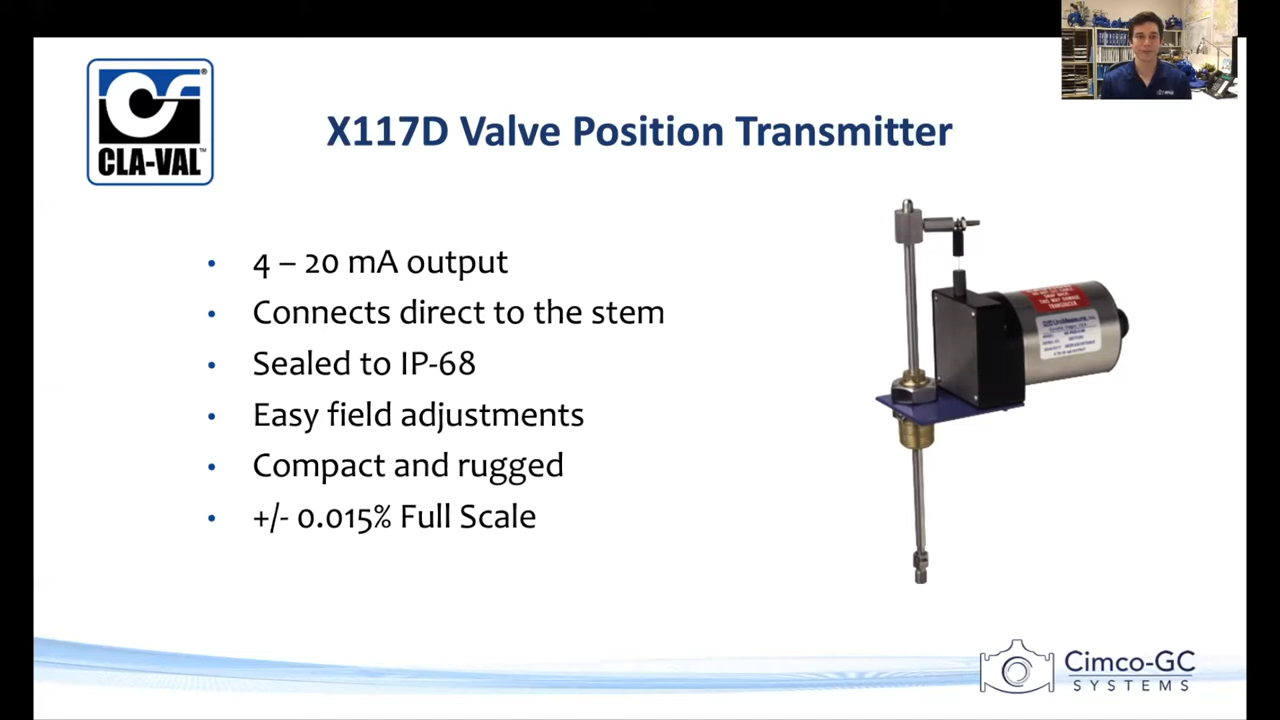 CLA-VAL
X117D Valve Position Transmitter
• 4 – 20 mA output
• Connects direct to the stem
• Sealed to IP-68
• Easy field adjustments
• Compact and rugged
• +/- 0.015% Full Scale
Cimco-GC
SYSTEMS